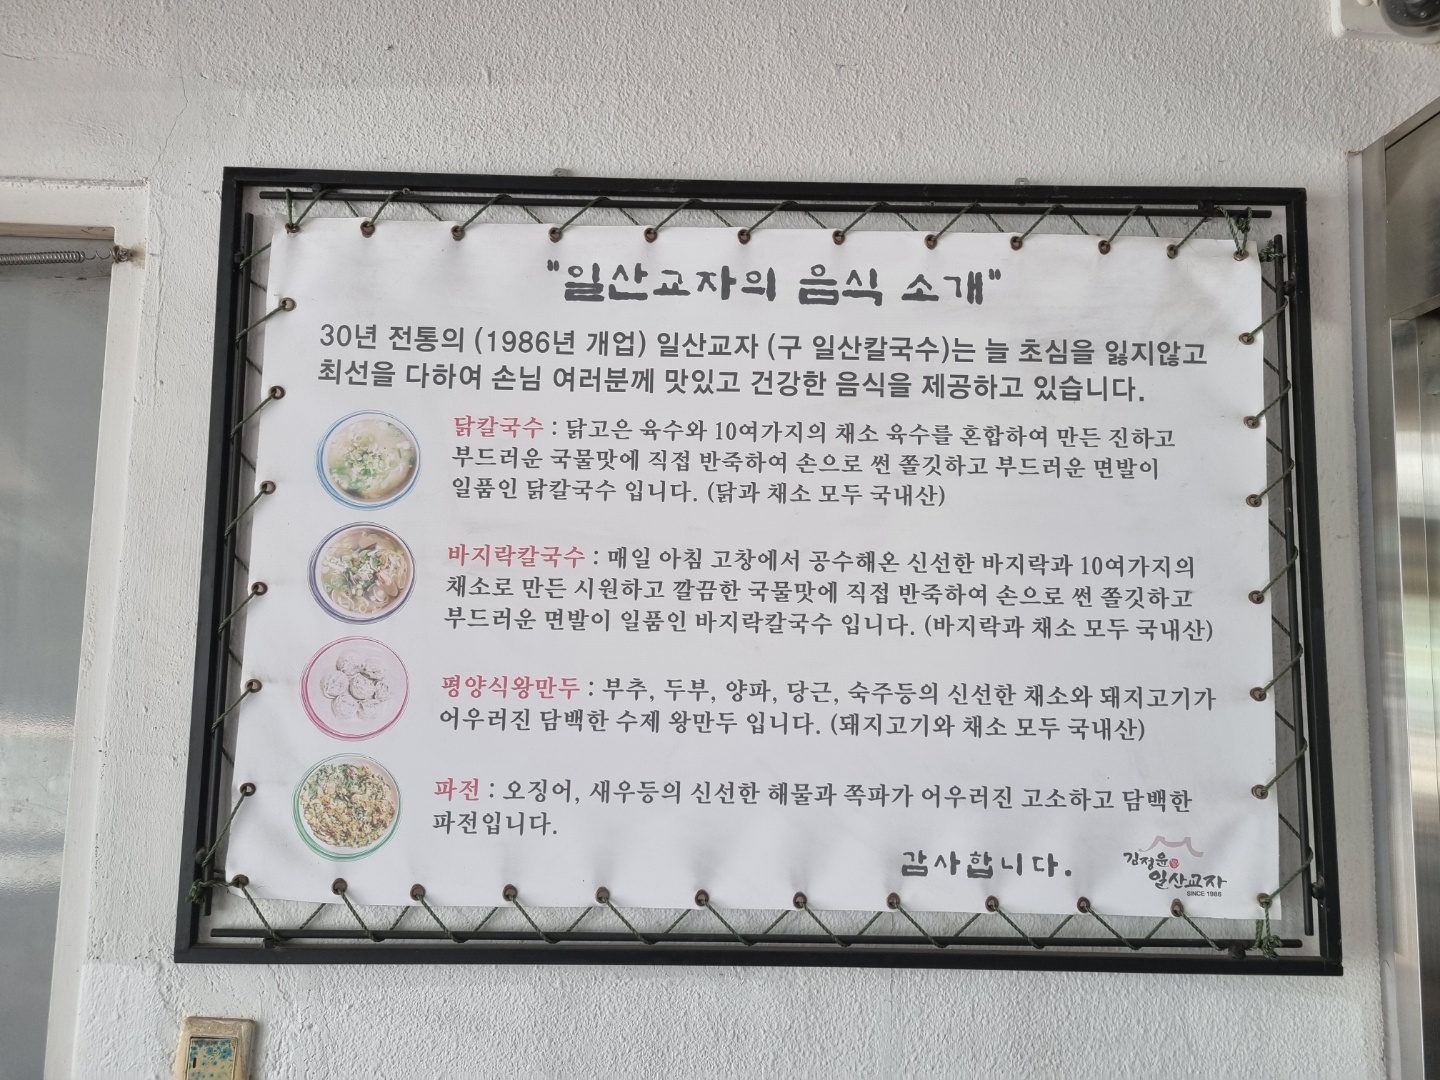 "일산교자의 음식 소개"
30년 전통의 (1986년 개업) 일산교자 (구 일산칼국수)는 늘 초심을 잃지않고
최선을 다하여 손님 여러분께 맛있고 건강한 음식을 제공하고 있습니다.
닭칼국수 : 닭고은 육수와 10여가지의 채소 육수를 혼합하여 만든 진하고
부드러운 국물맛에 직접 반죽하여 손으로 썬 쫄깃하고 부드러운 면발이
일품인 닭칼국수 입니다. (닭과 채소 모두 국내산)
바지락칼국수 : 매일 아침 고창에서 공수해온 신선한 바지락과 10여가지의
채소로 만든 시원하고 깔끔한 국물맛에 직접 반죽하여 손으로 썬 쫄깃하고
부드러운 면발이 일품인 바지락칼국수 입니다. (바지락과 채소 모두 국내산)
평양식왕만두 : 부추, 두부, 양파, 당근, 숙주등의 신선한 채소와 돼지고기가
어우러진 담백한 수제 왕만두 입니다. (돼지고기와 채소 모두 국내산)
파전 : 오징어, 새우등의 신선한 해물과 쪽파가 어우러진 고소하고 담백한
파전입니다.
감사합니다.
김정윤
일산교자
SINCE 1986